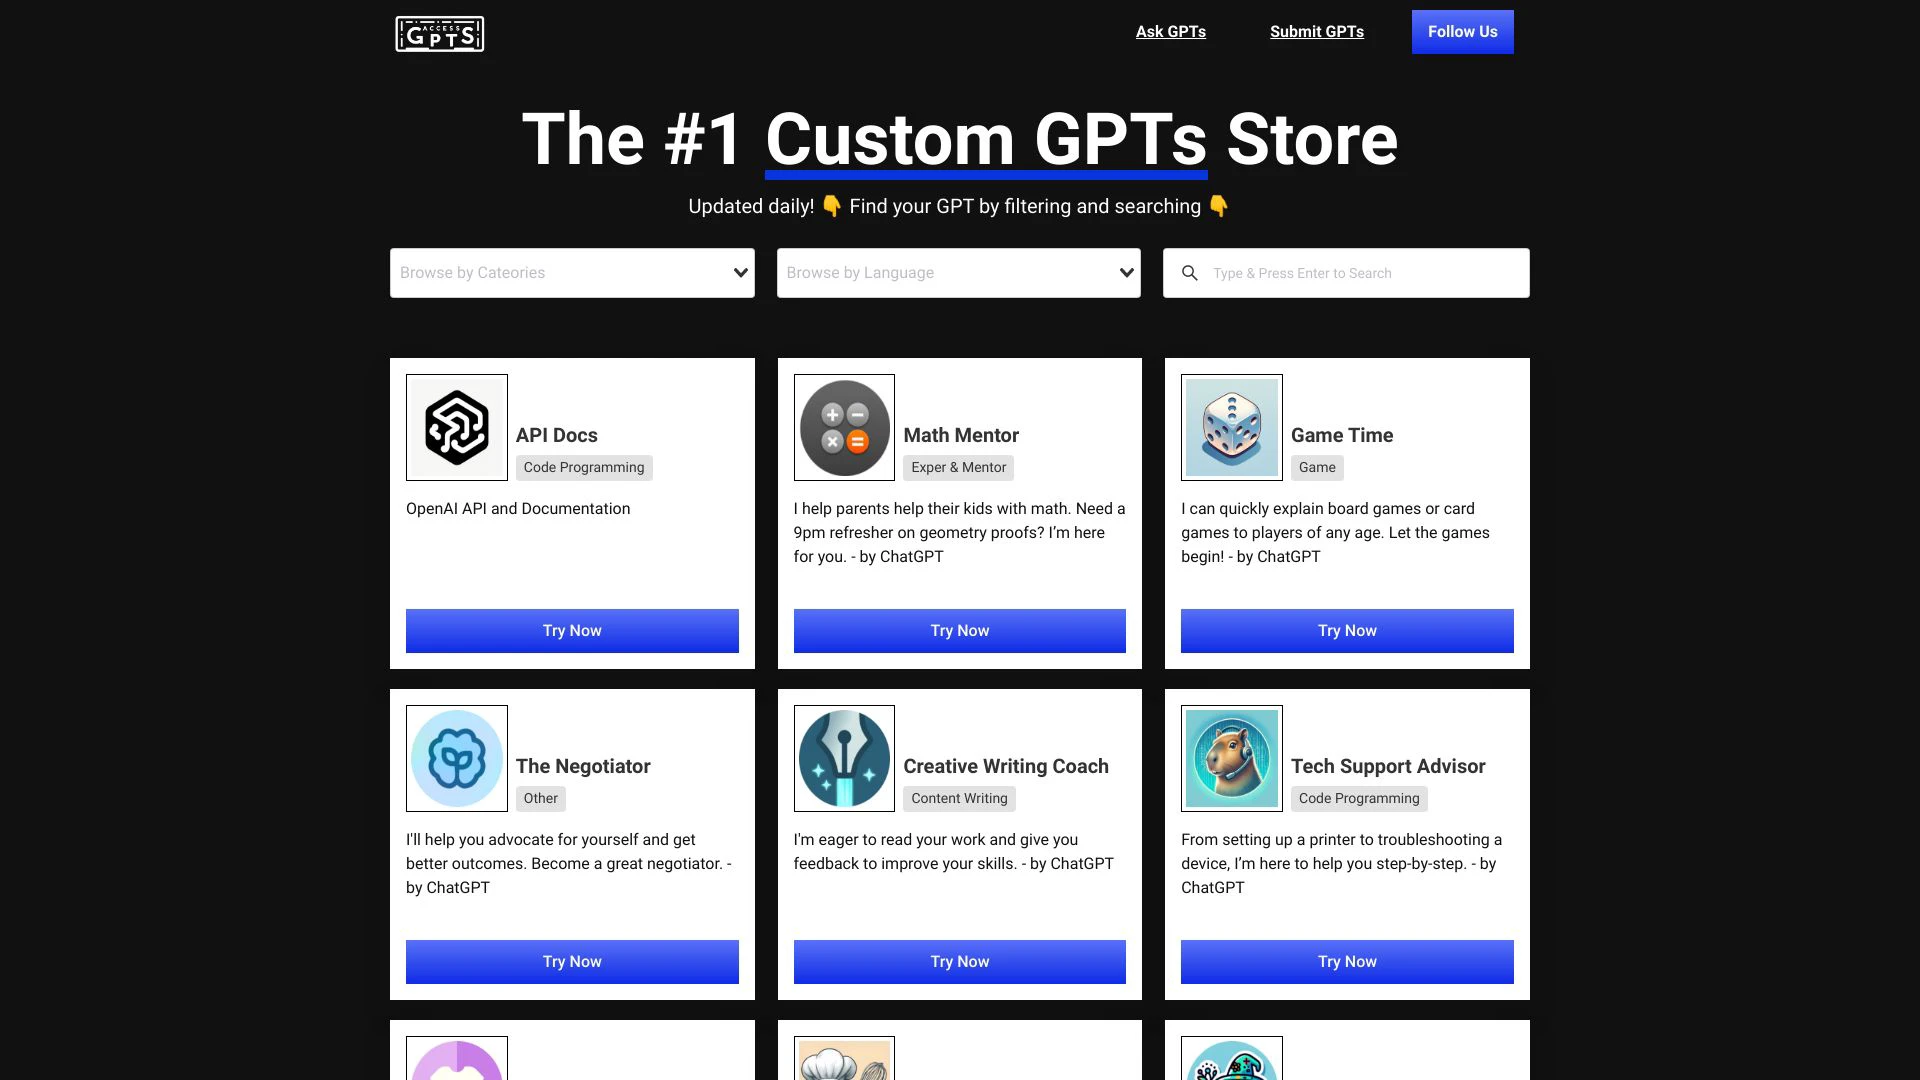 ACCESS
GPTS
Ask GPTs
Submit GPTs
Follow Us
The #1 Custom GPTs Store
Updated daily! 👇 Find your GPT by filtering and searching 👇
Browse by Cateories
Browse by Language
Type & Press Enter to Search
API Docs
Code Programming
OpenAI API and Documentation
Try Now
Math Mentor
Exper & Mentor
I help parents help their kids with math. Need a
9pm refresher on geometry proofs? I’m here
for you. - by ChatGPT
Try Now
Game Time
Game
I can quickly explain board games or card
games to players of any age. Let the games
begin! - by ChatGPT
Try Now
The Negotiator
Other
I'll help you advocate for yourself and get
better outcomes. Become a great negotiator. -
by ChatGPT
Try Now
Creative Writing Coach
Content Writing
I'm eager to read your work and give you
feedback to improve your skills. - by ChatGPT
Try Now
Tech Support Advisor
Code Programming
From setting up a printer to troubleshooting a
device, I’m here to help you step-by-step. - by
ChatGPT
Try Now